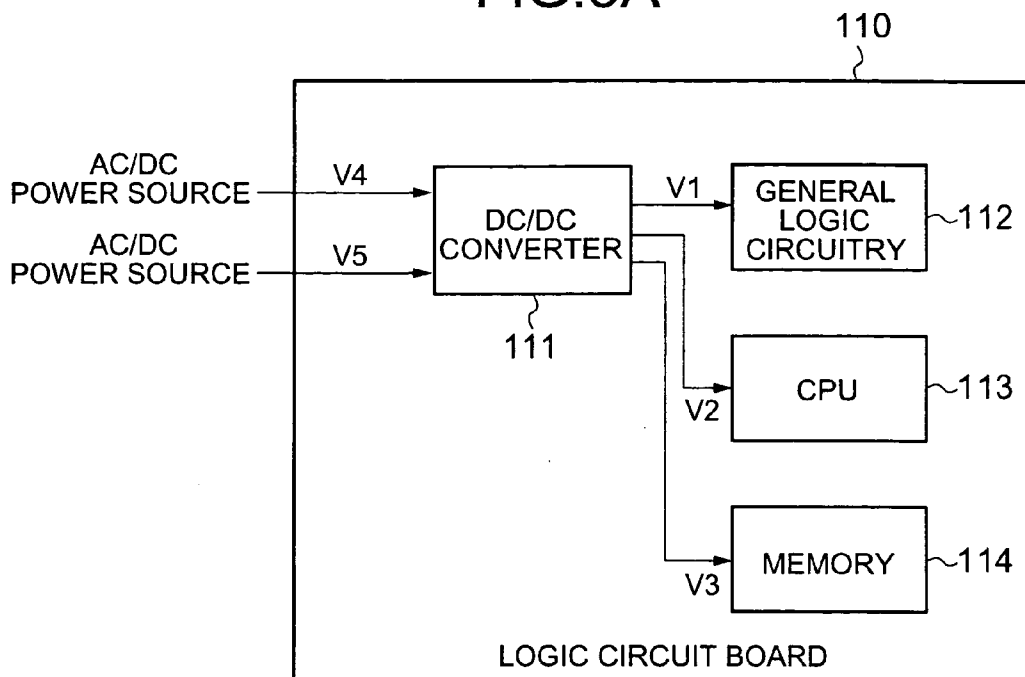 110
AC/DC
POWER SOURCE
V4
AC/DC
POWER SOURCE
V5
DC/DC
CONVERTER
111
V1
GENERAL
LOGIC
CIRCUITRY
112
V2
CPU
113
V3
MEMORY
114
LOGIC CIRCUIT BOARD